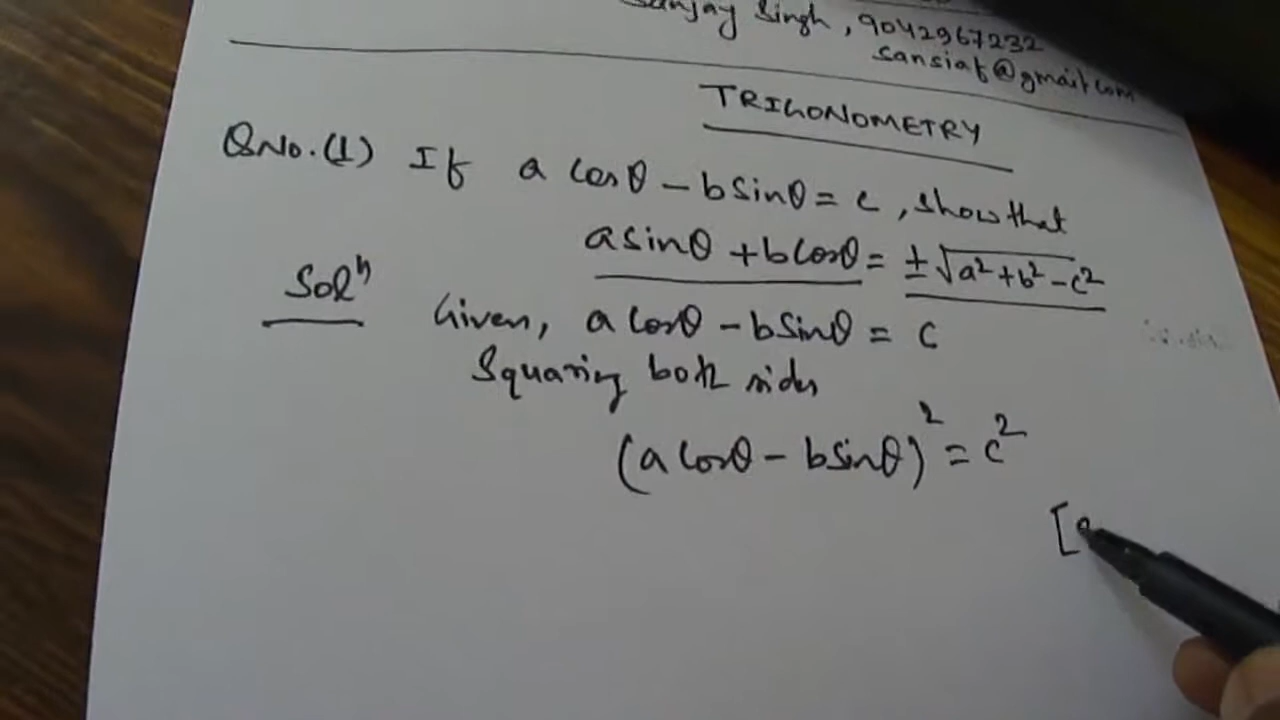 Sanjay Singh, 9042967232
sansiat@gmail.com
TRIGONOMETRY
QNo.(1) If a cosθ - b sinθ = c, show that
a sinθ + b cosθ = ± √a² + b² - c²
Solⁿ
Given, a cosθ - b sinθ = c
Squaring both sides
(a cosθ - b sinθ)² = c²
[a